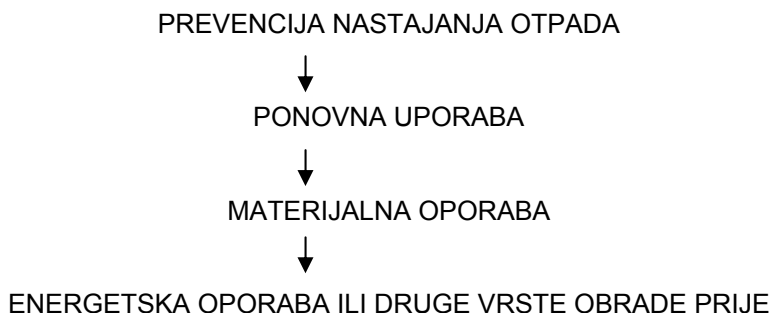 PREVENCIJA NASTAJANJA OTPADA
PONOVNA UPORABA
MATERIJALNA OPORABA
ENERGETSKA OPORABA ILI DRUGE VRSTE OBRADE PRIJE